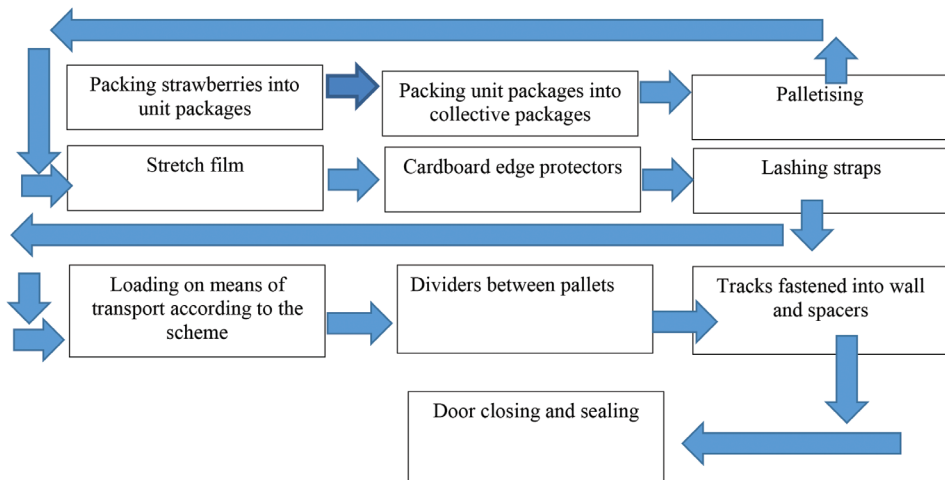 Packing strawberries into
unit packages
Packing unit packages into
collective packages
Palletising
Stretch film
Cardboard edge protectors
Lashing straps
Loading on means of
transport according to the
scheme
Dividers between pallets
Tracks fastened into wall
and spacers
Door closing and sealing